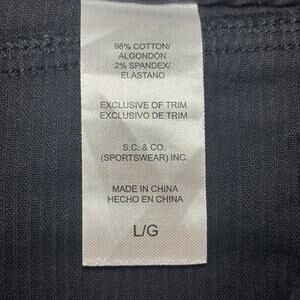 98% COTTON/
ALGONDÓN
2% SPANDEX/
ELASTANO
EXCLUSIVE OF TRIM
EXCLUSIVO DE TRIM
S.C. & CO.
(SPORTSWEAR) INC.
MADE IN CHINA
HECHO EN CHINA
L/G